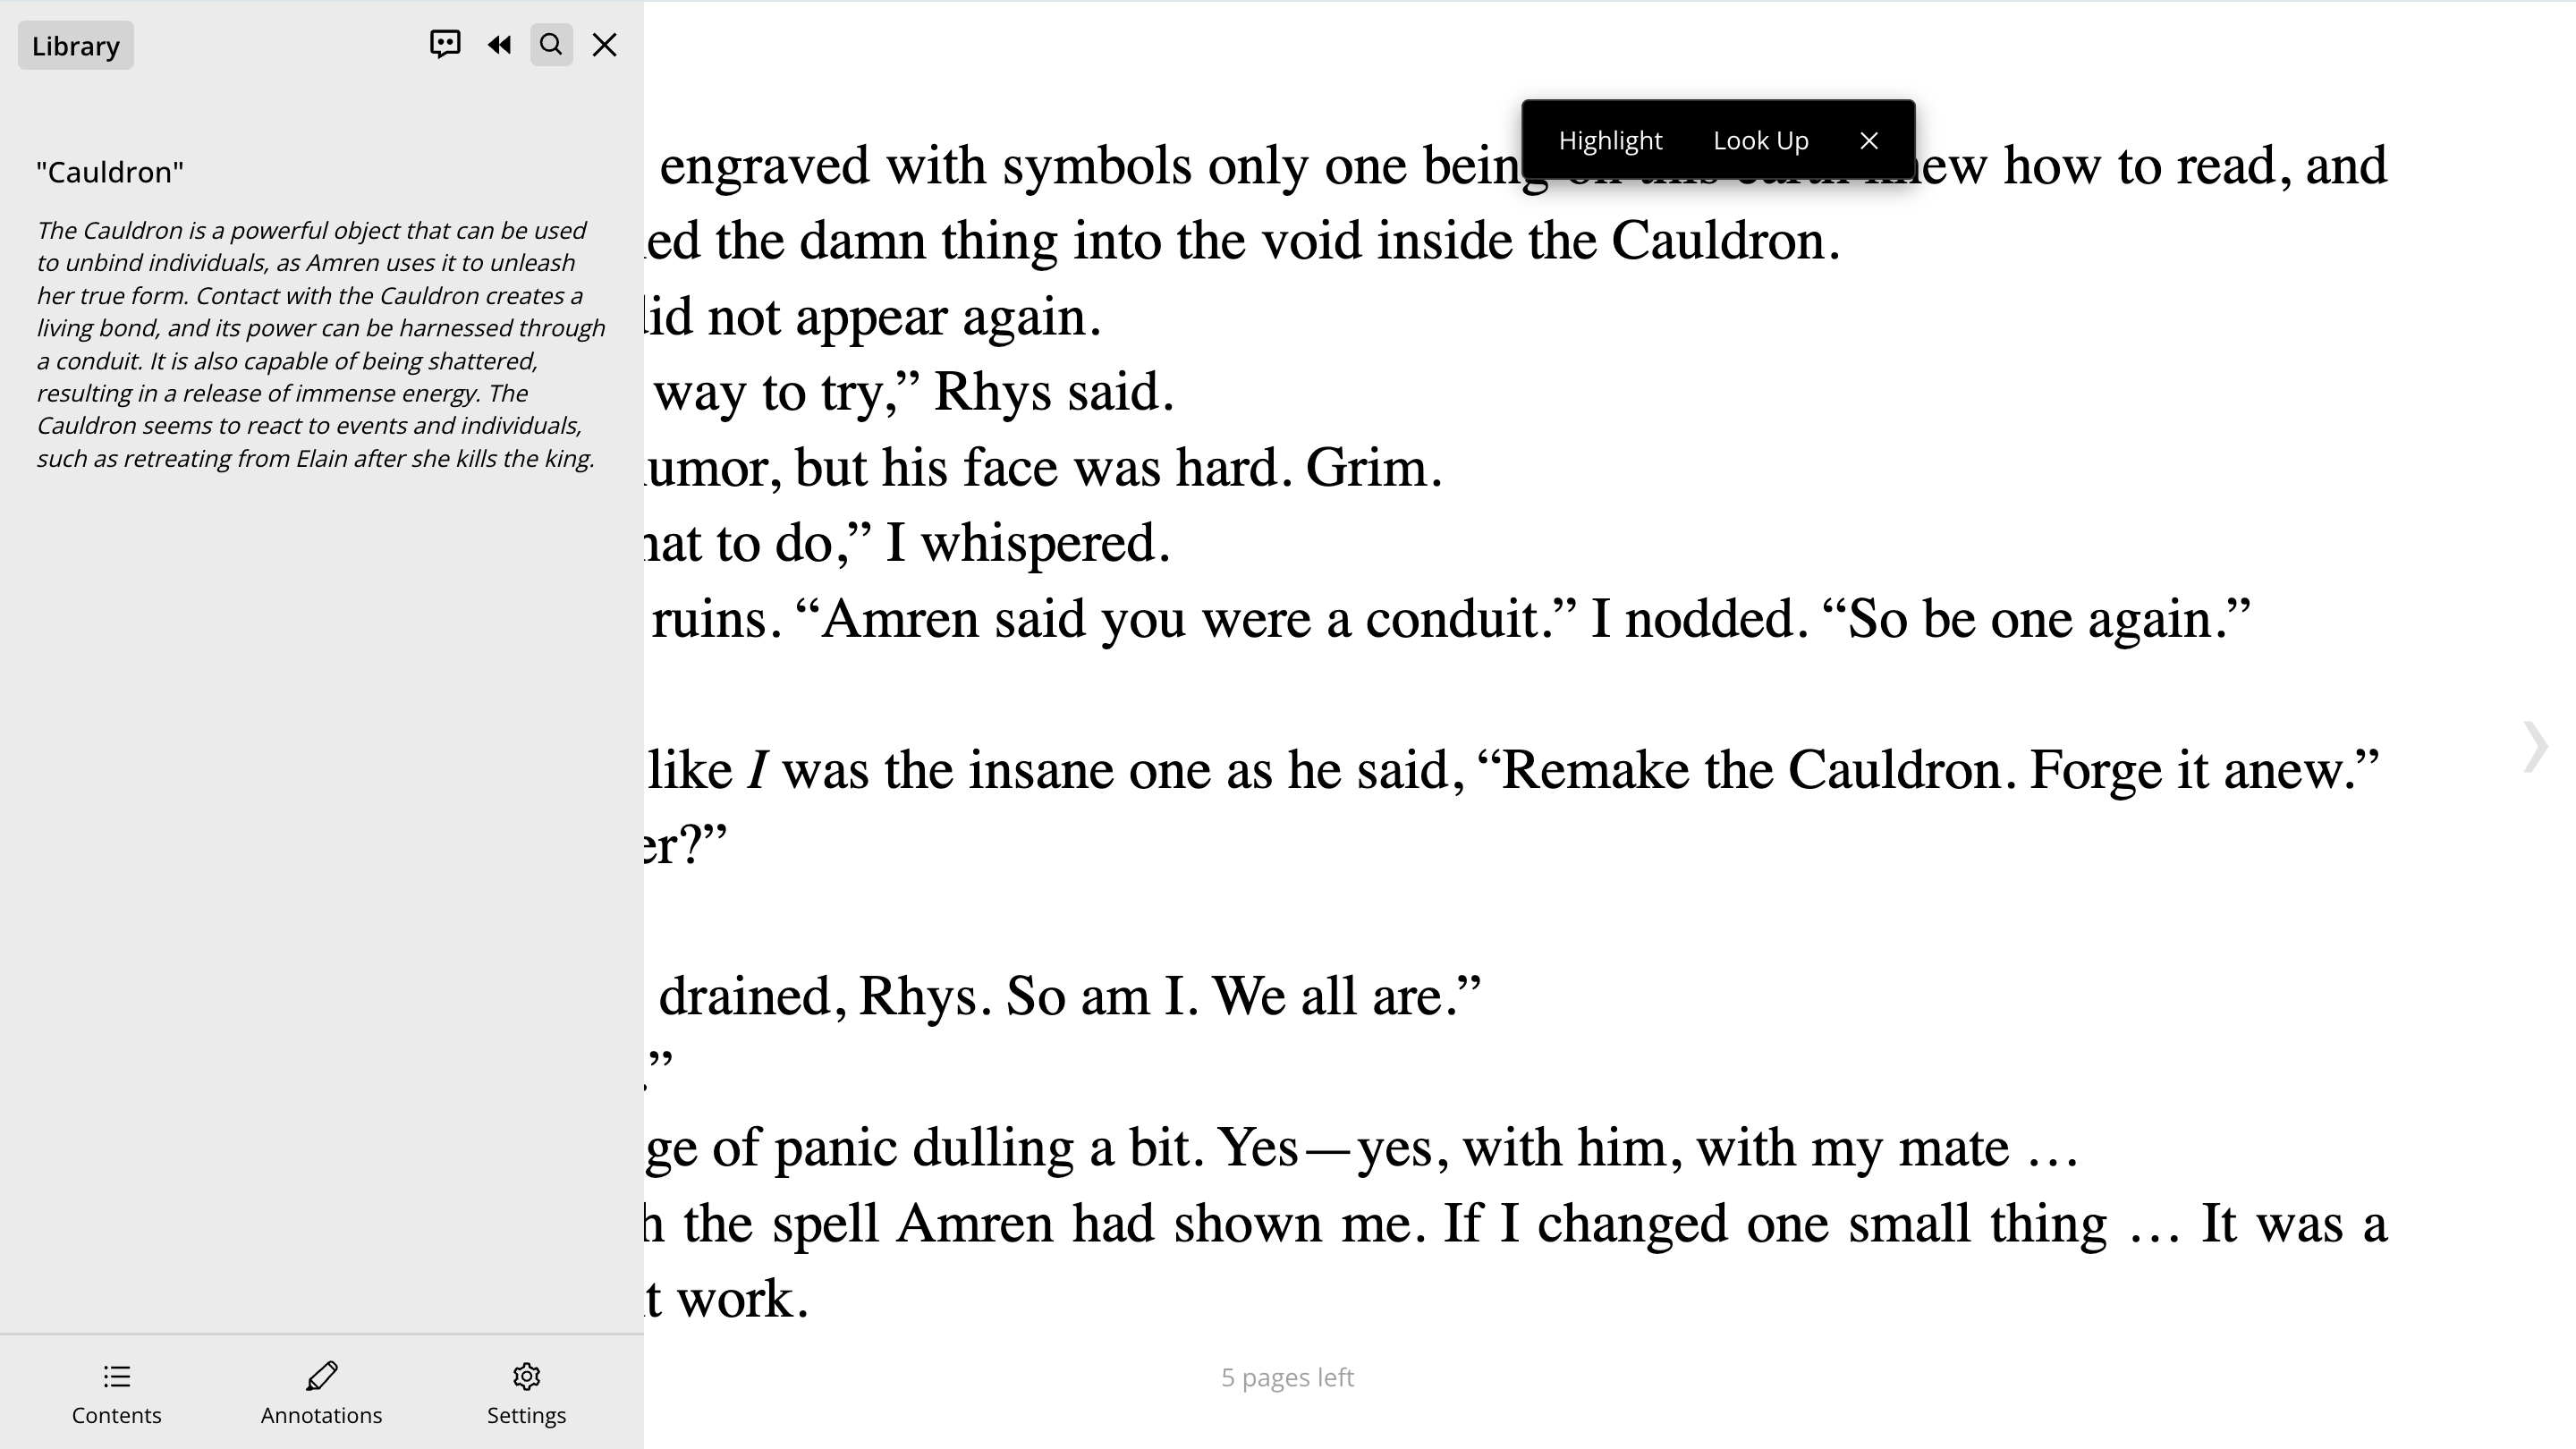 Library
"Cauldron"
The Cauldron is a powerful object that can be used
to unbind individuals, as Amren uses it to unleash
her true form. Contact with the Cauldron creates a
living bond, and its power can be harnessed through
a conduit. It is also capable of being shattered,
resulting in a release of immense energy. The
Cauldron seems to react to events and individuals,
such as retreating from Elain after she kills the king.
Contents
Annotations
Settings
Highlight
Look Up
engraved with symbols only one being how to read, and
ed the damn thing into the void inside the Cauldron.
did not appear again.
way to try,” Rhys said.
umor, but his face was hard. Grim.
hat to do,” I whispered.
ruins. “Amren said you were a conduit.” I nodded. “So be one again.”
like I was the insane one as he said, “Remake the Cauldron. Forge it anew.”
er?”
drained, Rhys. So am I. We all are.”
.”
ge of panic dulling a bit. Yes—yes, with him, with my mate …
h the spell Amren had shown me. If I changed one small thing … It was a
t work.
5 pages left